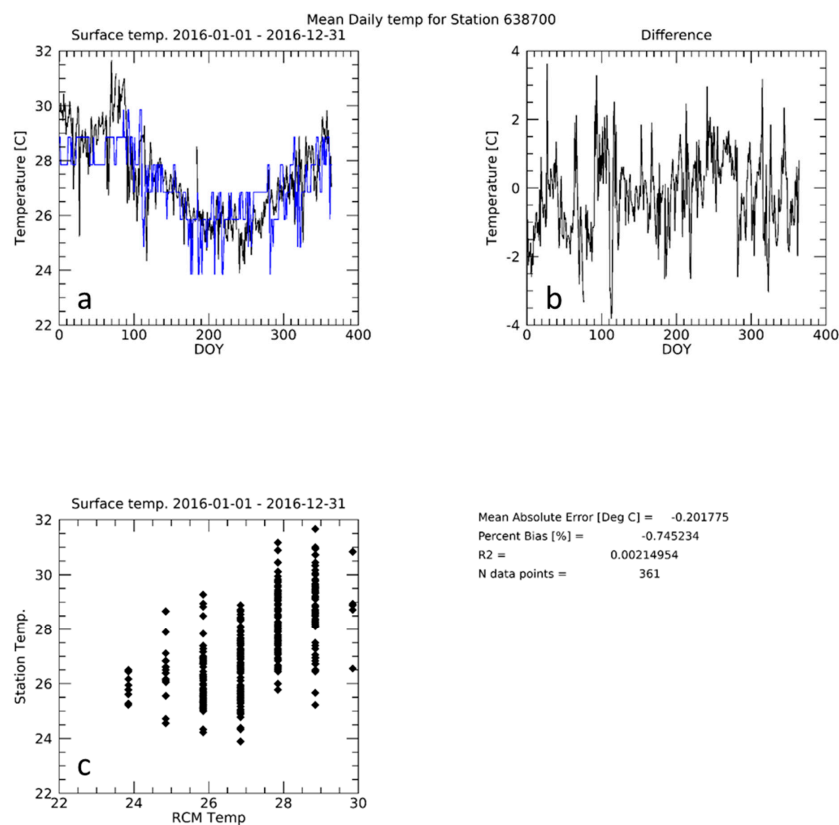 Mean Daily temp for Station 638700
Surface temp. 2016-01-01 - 2016-12-31
Difference
32
30
28
26
24
22
Temperature [C]
a
0 100 200 300 400
DOY
4
2
0
-2
-4
Temperature [C]
b
0 100 200 300 400
DOY
Surface temp. 2016-01-01 - 2016-12-31
32
30
28
26
24
22
Station Temp.
c
22 24 26 28 30
RCM Temp
Mean Absolute Error [Deg C] = -0.201775
Percent Bias [%] = -0.745234
R2 = 0.00214954
N data points = 361